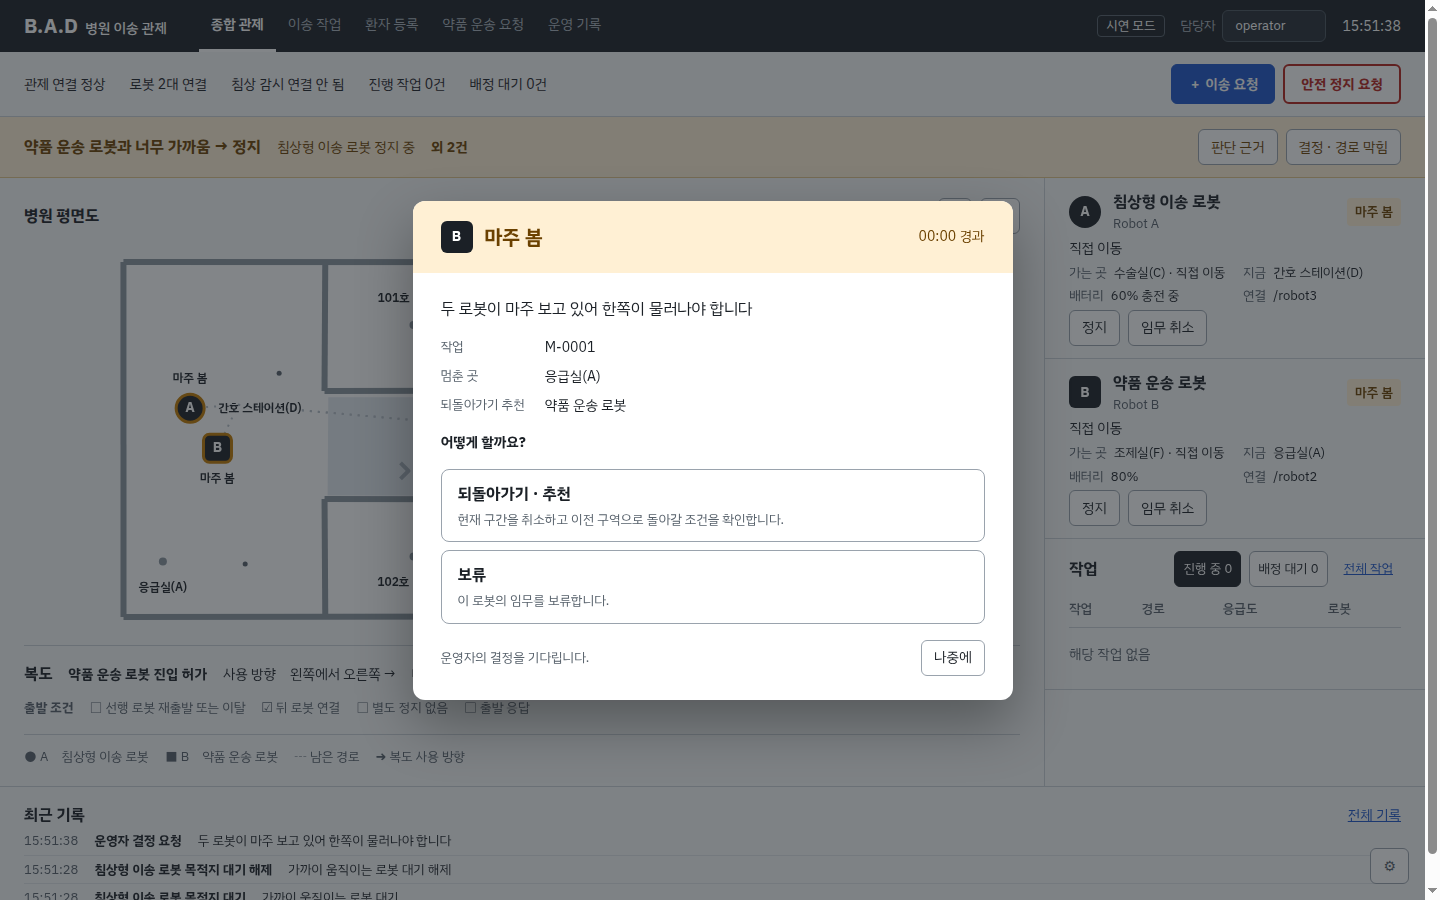 B.A.D 병원 이송 관제
종합 관제 이송 작업 환자 등록 약품 운송 요청 운영 기록
시연 모드 담당자 operator 15:51:38
관제 연결 정상 로봇 2대 연결 침상 감시 연결 안 됨 진행 작업 0건 배정 대기 0건
+ 이송 요청 안전 정지 요청
약품 운송 로봇과 너무 가까움 → 정지 침상형 이송 로봇 정지 중 외 2건
판단 근거 결정 · 경로 막힘
병원 평면도
101호
마주 봄
A 간호 스테이션(D)
B
마주 봄
응급실(A)
102호
B 마주 봄 00:00 경과
두 로봇이 마주 보고 있어 한쪽이 물러나야 합니다
작업 M-0001
멈춘 곳 응급실(A)
되돌아가기 추천 약품 운송 로봇
어떻게 할까요?
되돌아가기 · 추천
현재 구간을 취소하고 이전 구역으로 돌아갈 조건을 확인합니다.
보류
이 로봇의 임무를 보류합니다.
운영자의 결정을 기다립니다. 나중에
A 침상형 이송 로봇 마주 봄
Robot A
직접 이동
가는 곳 수술실(C) · 직접 이동 지금 간호 스테이션(D)
배터리 60% 충전 중 연결 /robot3
정지 임무 취소
B 약품 운송 로봇 마주 봄
Robot B
직접 이동
가는 곳 조제실(F) · 직접 이동 지금 응급실(A)
배터리 80% 연결 /robot2
정지 임무 취소
작업 진행 중 0 배정 대기 0 전체 작업
작업 경로 응급도 로봇
해당 작업 없음
복도 약품 운송 로봇 진입 허가 사용 방향 왼쪽에서 오른쪽 →
출발 조건 ☐ 선행 로봇 재출발 또는 이탈 ☑ 뒤 로봇 연결 ☐ 별도 정지 없음 ☐ 출발 응답
● A 침상형 이송 로봇 ■ B 약품 운송 로봇 ┄ 남은 경로 → 복도 사용 방향
최근 기록 전체 기록
15:51:38 운영자 결정 요청 두 로봇이 마주 보고 있어 한쪽이 물러나야 합니다
15:51:28 침상형 이송 로봇 목적지 대기 해제 가까이 움직이는 로봇 대기 해제
15:51:28 침상형 이송 로봇 목적지 대기 가까이 움직이는 로봇 대기